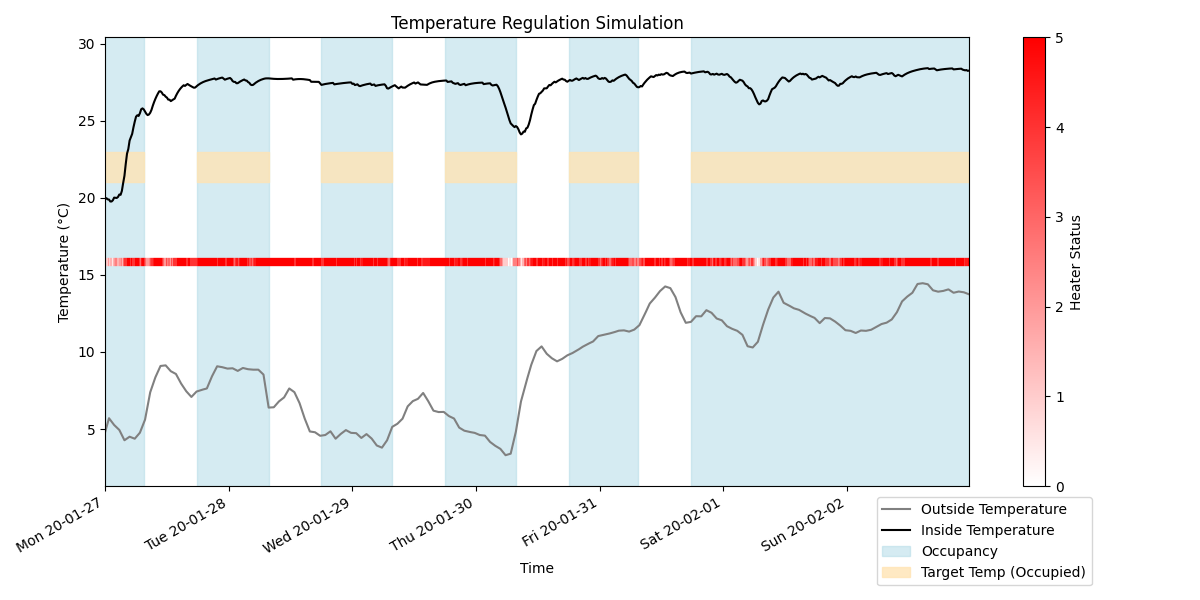 Temperature Regulation Simulation
30
25
20
15
10
5
Temperature (°C)
Mon 20-01-27
Tue 20-01-28
Wed 20-01-29
Thu 20-01-30
Fri 20-01-31
Sat 20-02-01
Sun 20-02-02
Time
5
4
3
2
1
0
Heater Status
Outside Temperature
Inside Temperature
Occupancy
Target Temp (Occupied)